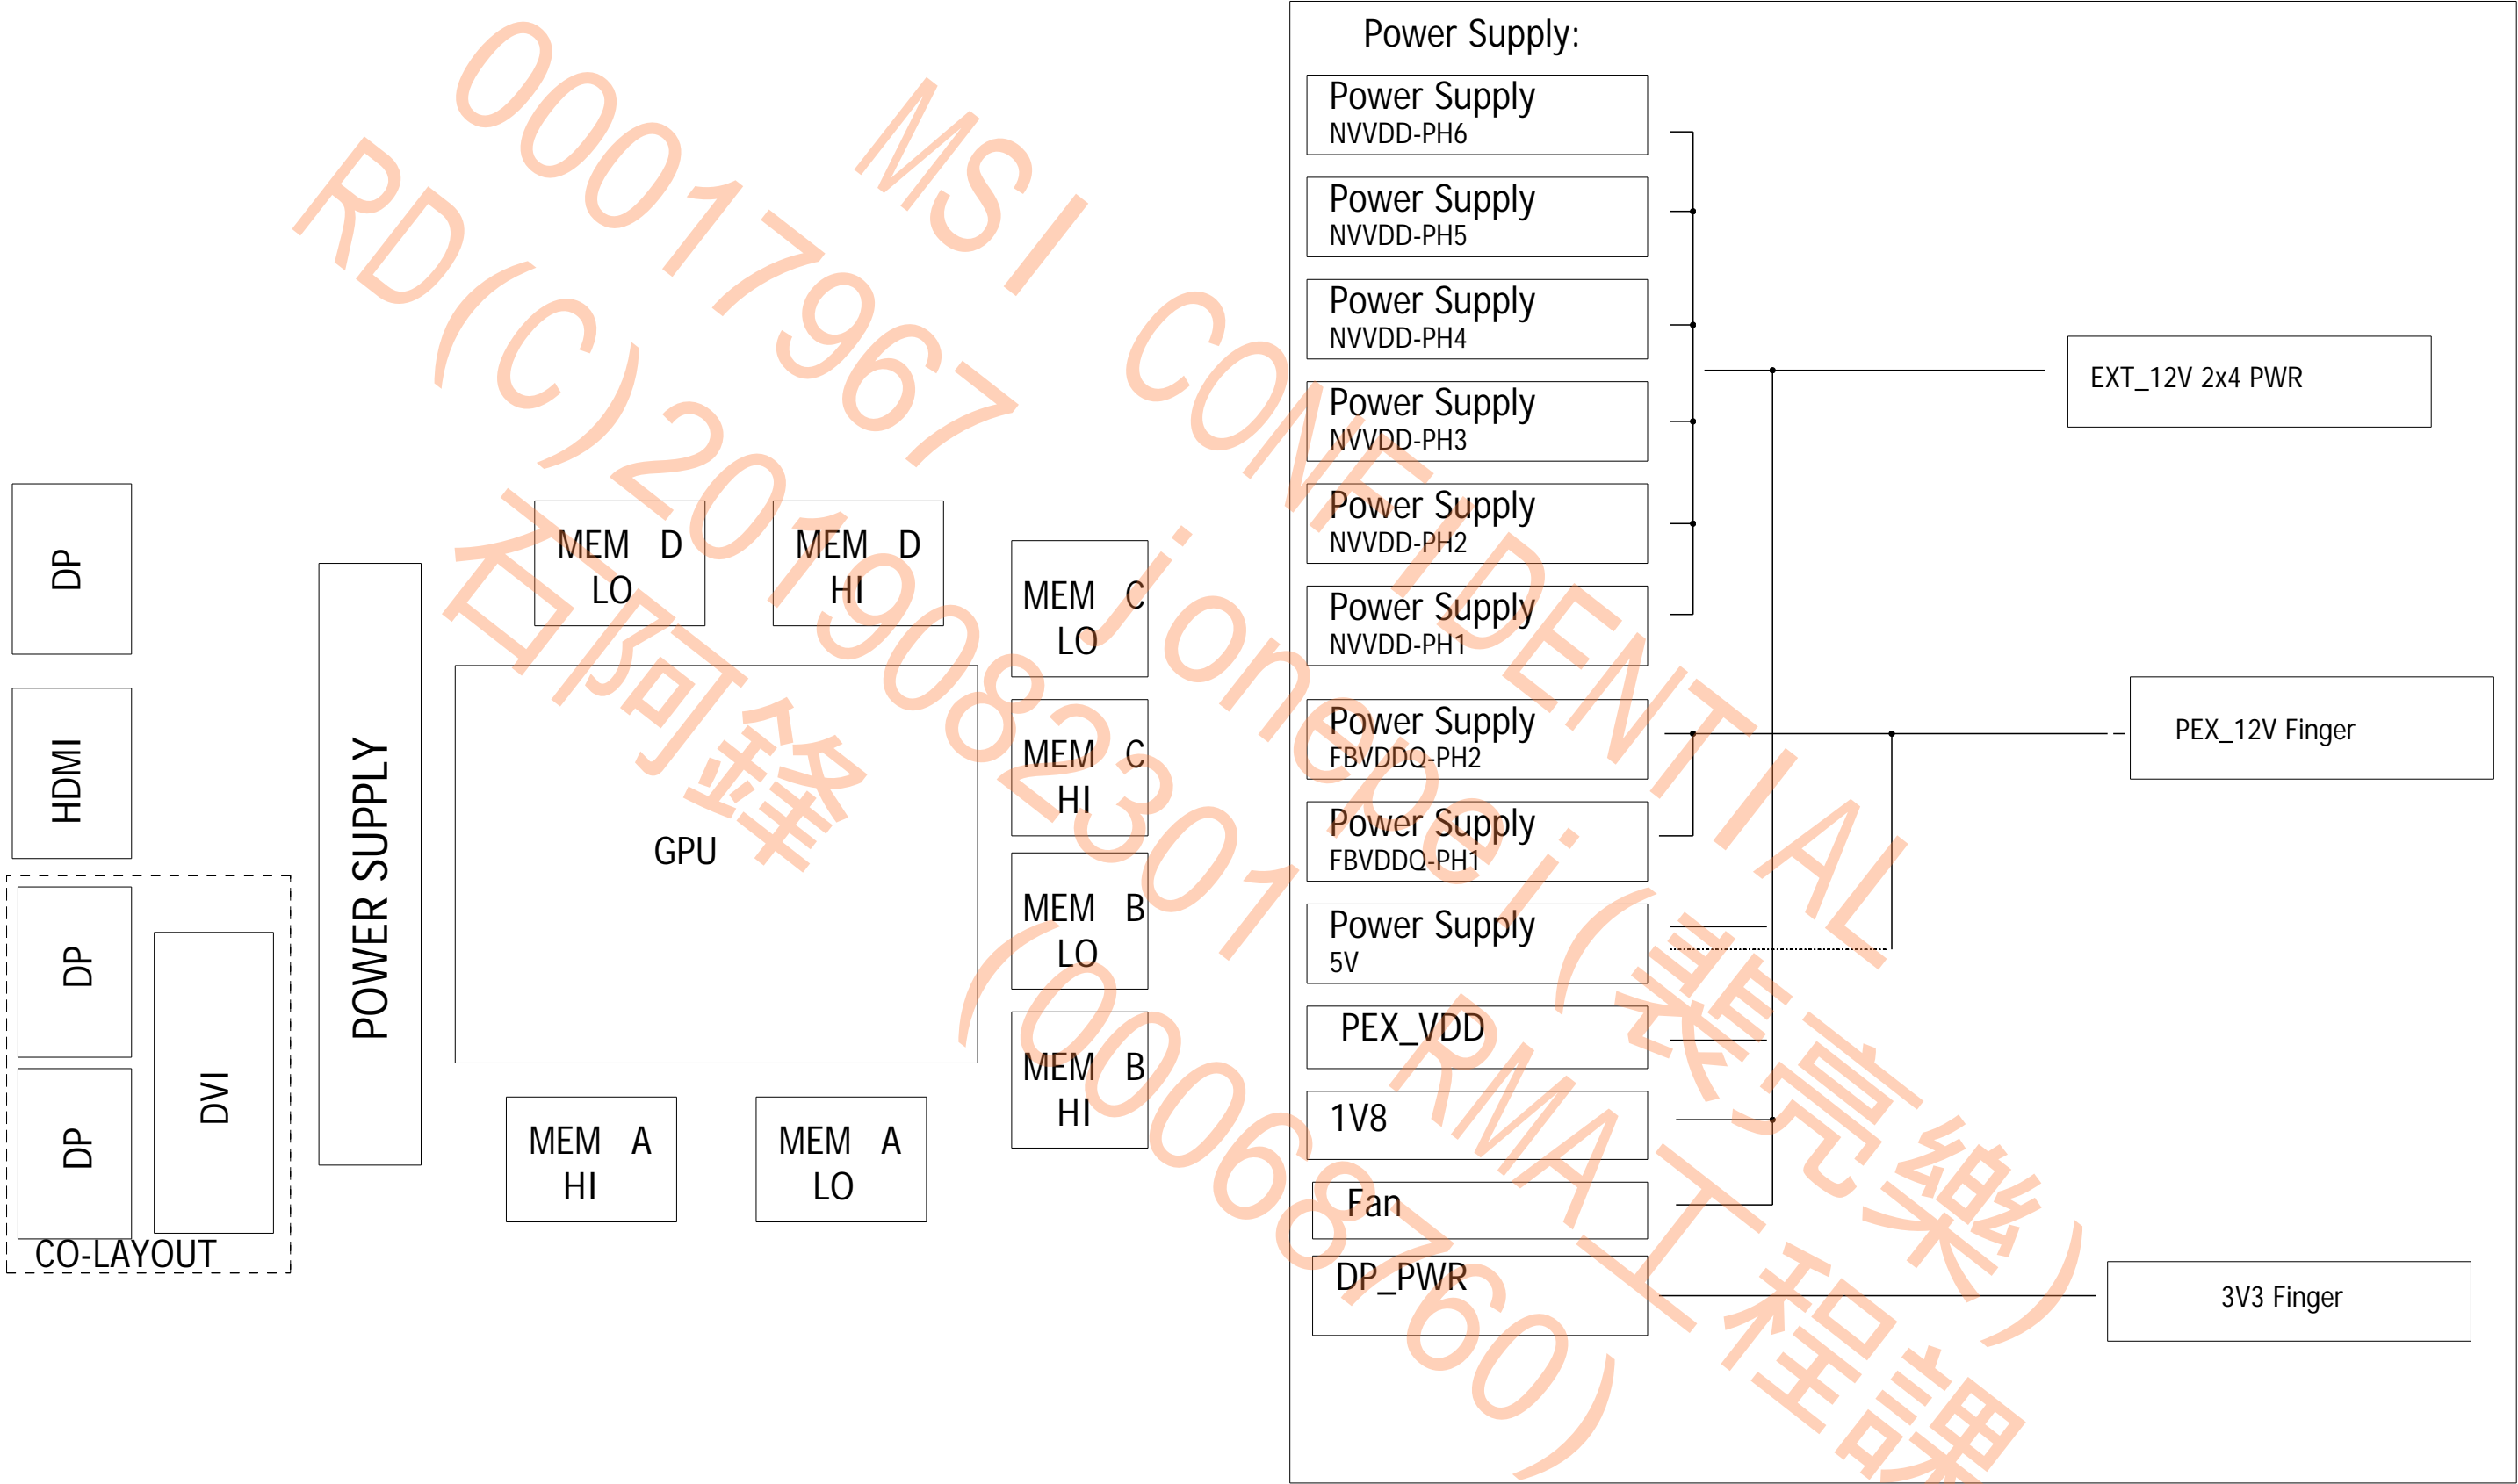 Power Supply:
Power Supply
NVVDD-PH6
Power Supply
NVVDD-PH5
Power Supply
NVVDD-PH4
Power Supply
NVVDD-PH3
Power Supply
NVVDD-PH2
Power Supply
NVVDD-PH1
Power Supply
FBVDDQ-PH2
Power Supply
FBVDDQ-PH1
Power Supply
5V
PEX_VDD
1V8
Fan
DP_PWR
EXT_12V 2x4 PWR
PEX_12V Finger
3V3 Finger
DP
HDMI
DP
DP
DVI
CO-LAYOUT
POWER SUPPLY
MEM D
LO
MEM D
HI
MEM C
LO
MEM C
HI
MEM B
LO
MEM B
HI
GPU
MEM A
HI
MEM A
LO
MSI CONFIDENTIAL
00017967 jonepei(裴亮樂)
RD(C)2019082301 RMA工程課
石阿鋒 (00068760)